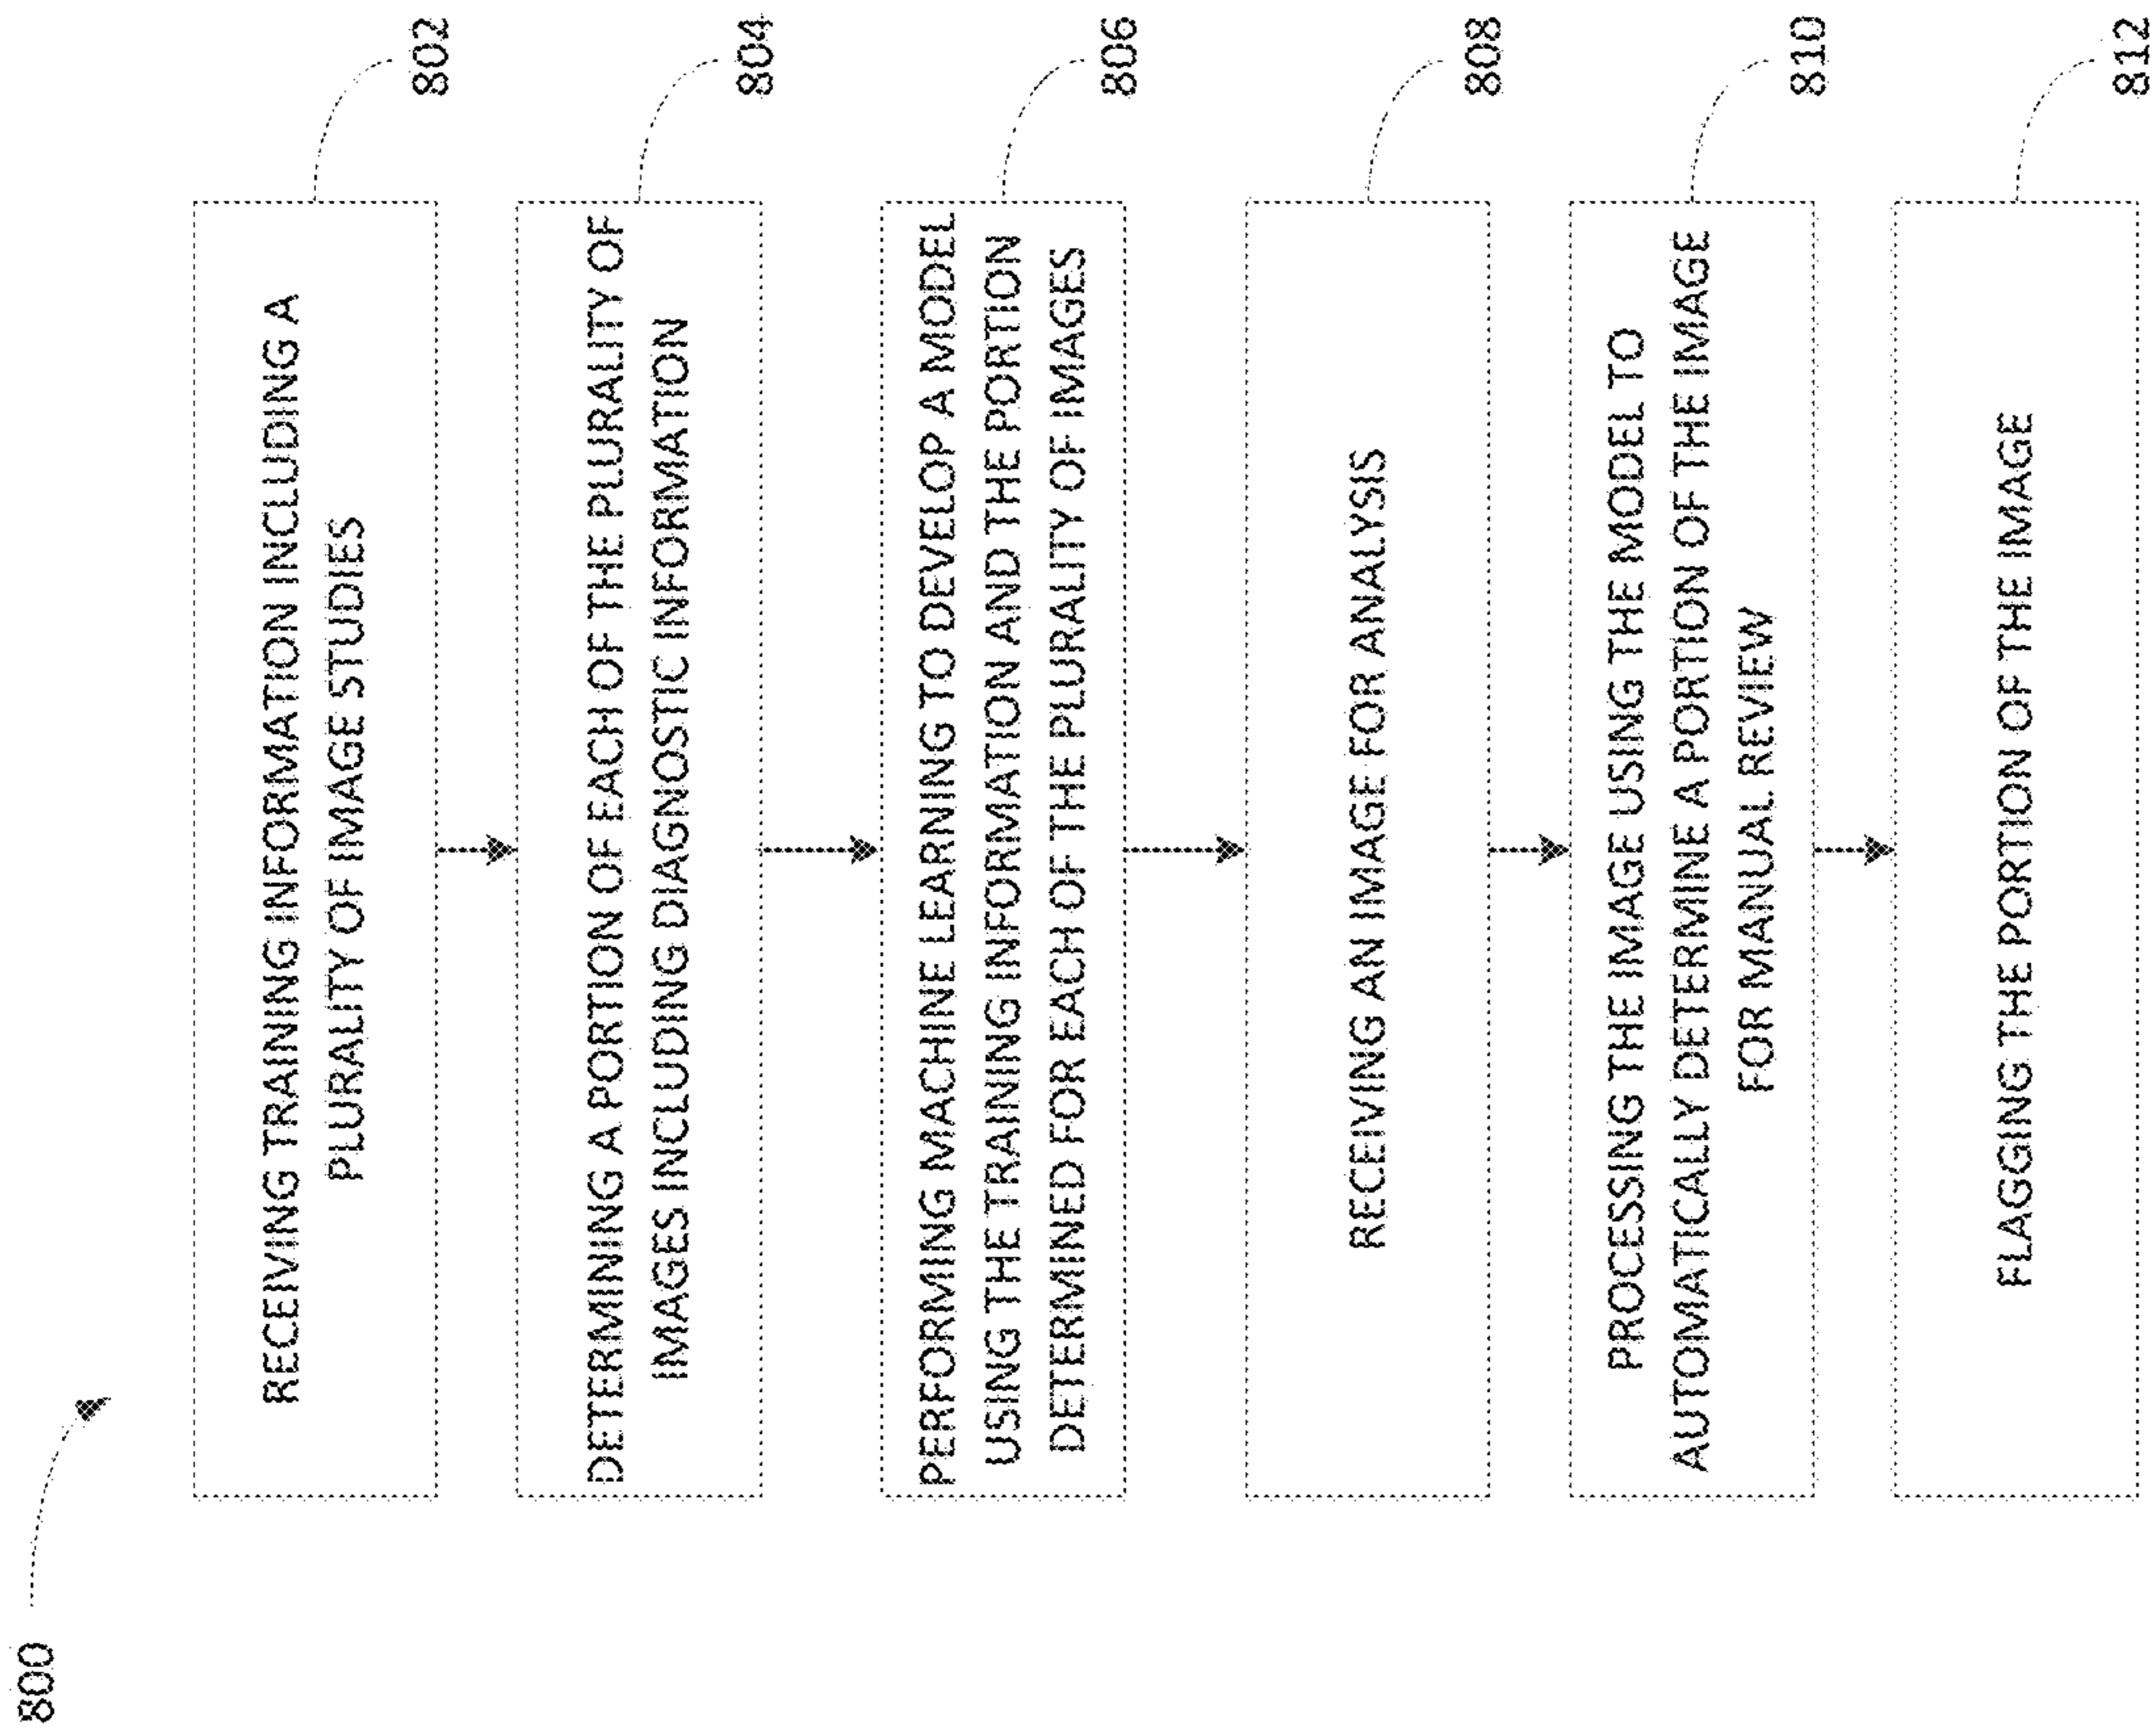 800
RECEIVING TRAINING INFORMATION INCLUDING A
PLURALITY OF IMAGE STUDIES
802
DETERMINING A PORTION OF EACH OF THE PLURALITY OF
IMAGES INCLUDING DIAGNOSTIC INFORMATION
804
PERFORMING MACHINE LEARNING TO DEVELOP A MODEL
USING THE TRAINING INFORMATION AND THE PORTION
DETERMINED FOR EACH OF THE PLURALITY OF IMAGES
806
RECEIVING AN IMAGE FOR ANALYSIS
808
PROCESSING THE IMAGE USING THE MODEL TO
AUTOMATICALLY DETERMINE A PORTION OF THE IMAGE
FOR MANUAL REVIEW
810
FLAGGING THE PORTION OF THE IMAGE
812